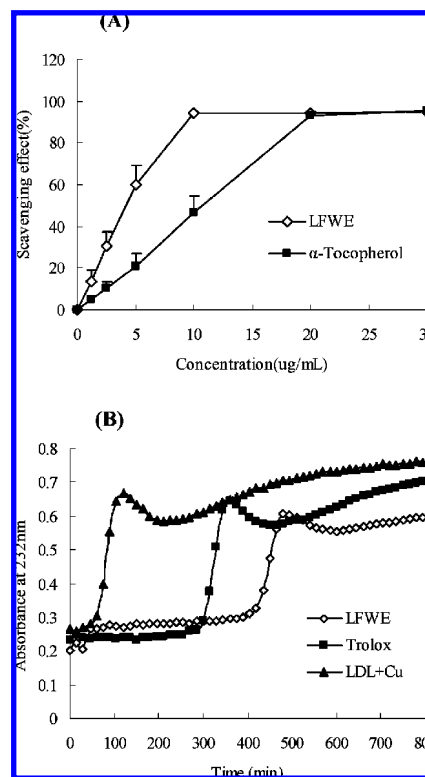 (A)
Scavenging effect(%)
120
100
80
60
40
20
0
LFWE
α-Tocopherol
0 5 10 15 20 25
Concentration(ug/mL)
(B)
Absorbance at 232nm
0.8
0.7
0.6
0.5
0.4
0.3
0.2
0.1
0
LFWE
Trolox
LDL+Cu
0 100 200 300 400 500 600 700
Time (min)